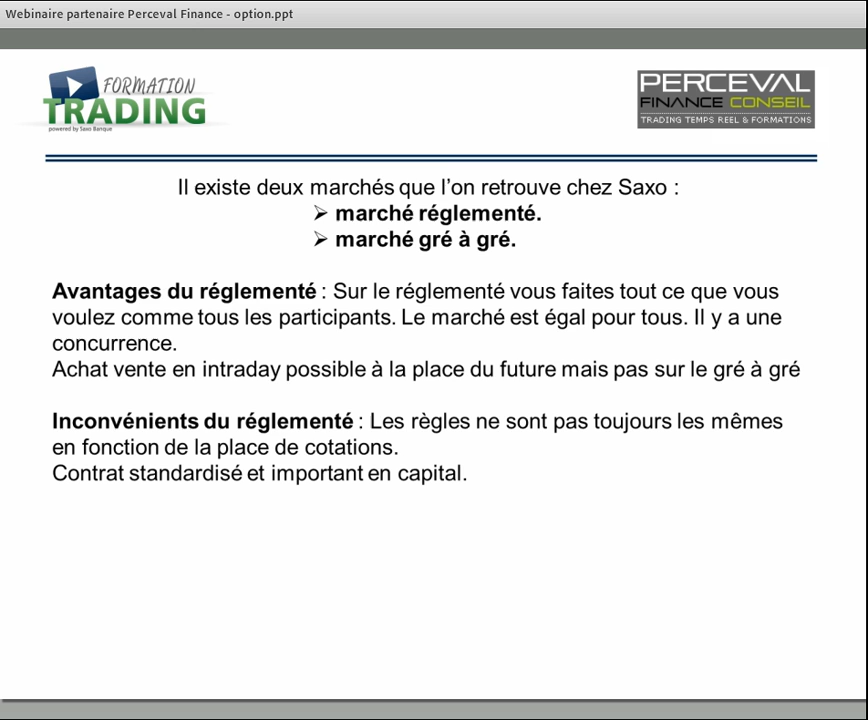 Webinaire partenaire Perceval Finance - option.ppt
FORMATION
TRADING
powered by Saxo Banque
PERCEVAL
FINANCE CONSEIL
TRADING TEMPS REEL & FORMATIONS
Il existe deux marchés que l'on retrouve chez Saxo :
➢ marché réglementé.
➢ marché gré à gré.
Avantages du réglementé : Sur le réglementé vous faites tout ce que vous
voulez comme tous les participants. Le marché est égal pour tous. Il y a une
concurrence.
Achat vente en intraday possible à la place du future mais pas sur le gré à gré
Inconvénients du réglementé : Les règles ne sont pas toujours les mêmes
en fonction de la place de cotations.
Contrat standardisé et important en capital.